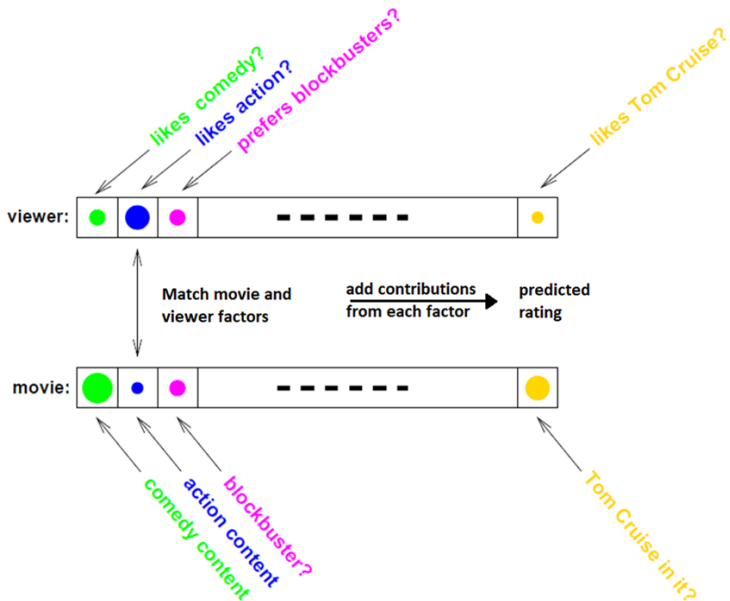 likes comedy?
likes action?
prefers blockbusters?
likes Tom Cruise?
viewer:
Match movie and
viewer factors
add contributions
from each factor
predicted
rating
movie:
comedy content
action content
blockbuster?
Tom Cruise in it?